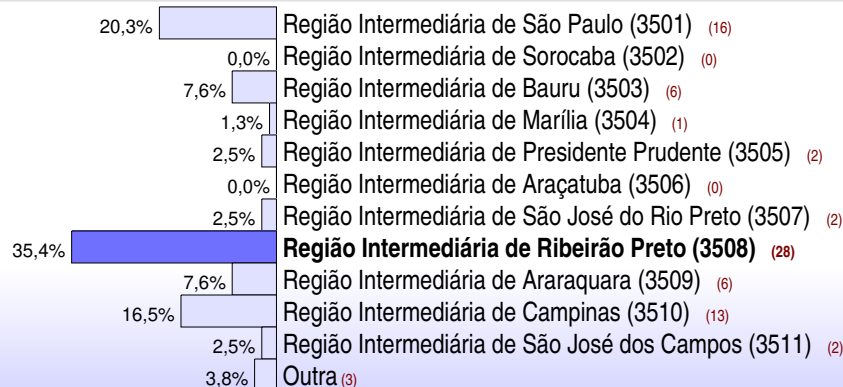 20,3% Região Intermediária de São Paulo (3501) (16)
0,0% Região Intermediária de Sorocaba (3502) (0)
7,6% Região Intermediária de Bauru (3503) (6)
1,3% Região Intermediária de Marília (3504) (1)
2,5% Região Intermediária de Presidente Prudente (3505) (2)
0,0% Região Intermediária de Araçatuba (3506) (0)
2,5% Região Intermediária de São José do Rio Preto (3507) (2)
35,4% Região Intermediária de Ribeirão Preto (3508) (28)
7,6% Região Intermediária de Araraquara (3509) (6)
16,5% Região Intermediária de Campinas (3510) (13)
2,5% Região Intermediária de São José dos Campos (3511) (2)
3,8% Outra (3)